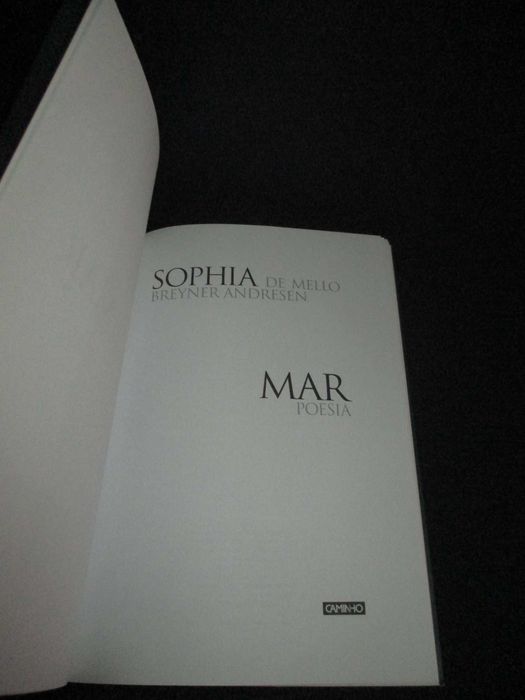 SOPHIA DE MELLO
BREYNER ANDRESEN
MAR
POESIA
CAMINHO